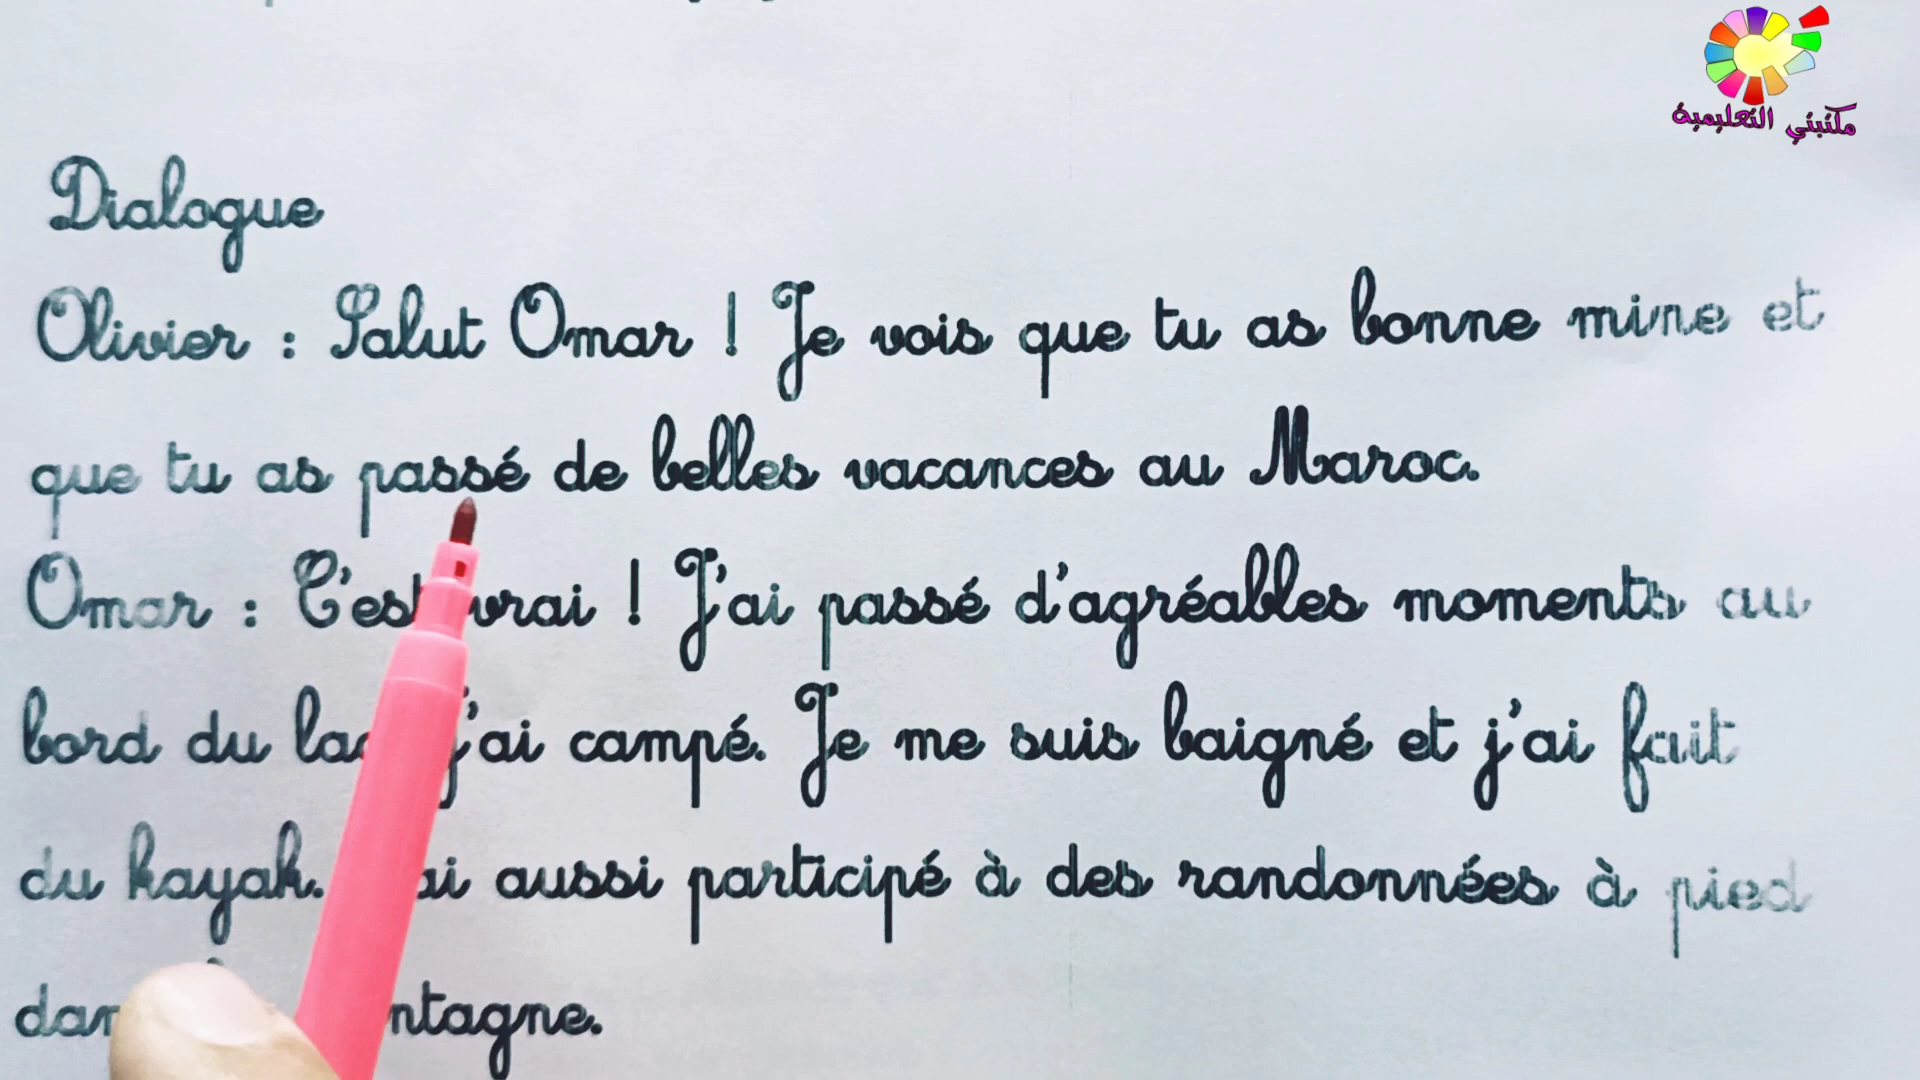 مكتبتي التعليمية
Dialogue
Olivier : Salut Omar ! Je vois que tu as bonne mine et
que tu as passé de belles vacances au Maroc.
Omar : C'est vrai ! J'ai passé d'agréables moments au
bord du lac j'ai campé. Je me suis baigné et j'ai fait
du kayak. aussi participé à des randonnées à pied